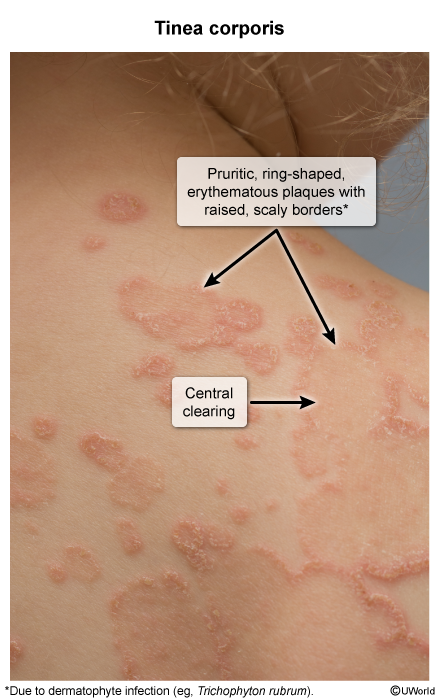 Tinea corporis
Pruritic, ring-shaped,
erythematous plaques with
raised, scaly borders*
Central
clearing
*Due to dermatophyte infection (eg, Trichophyton rubrum).
©UWorld